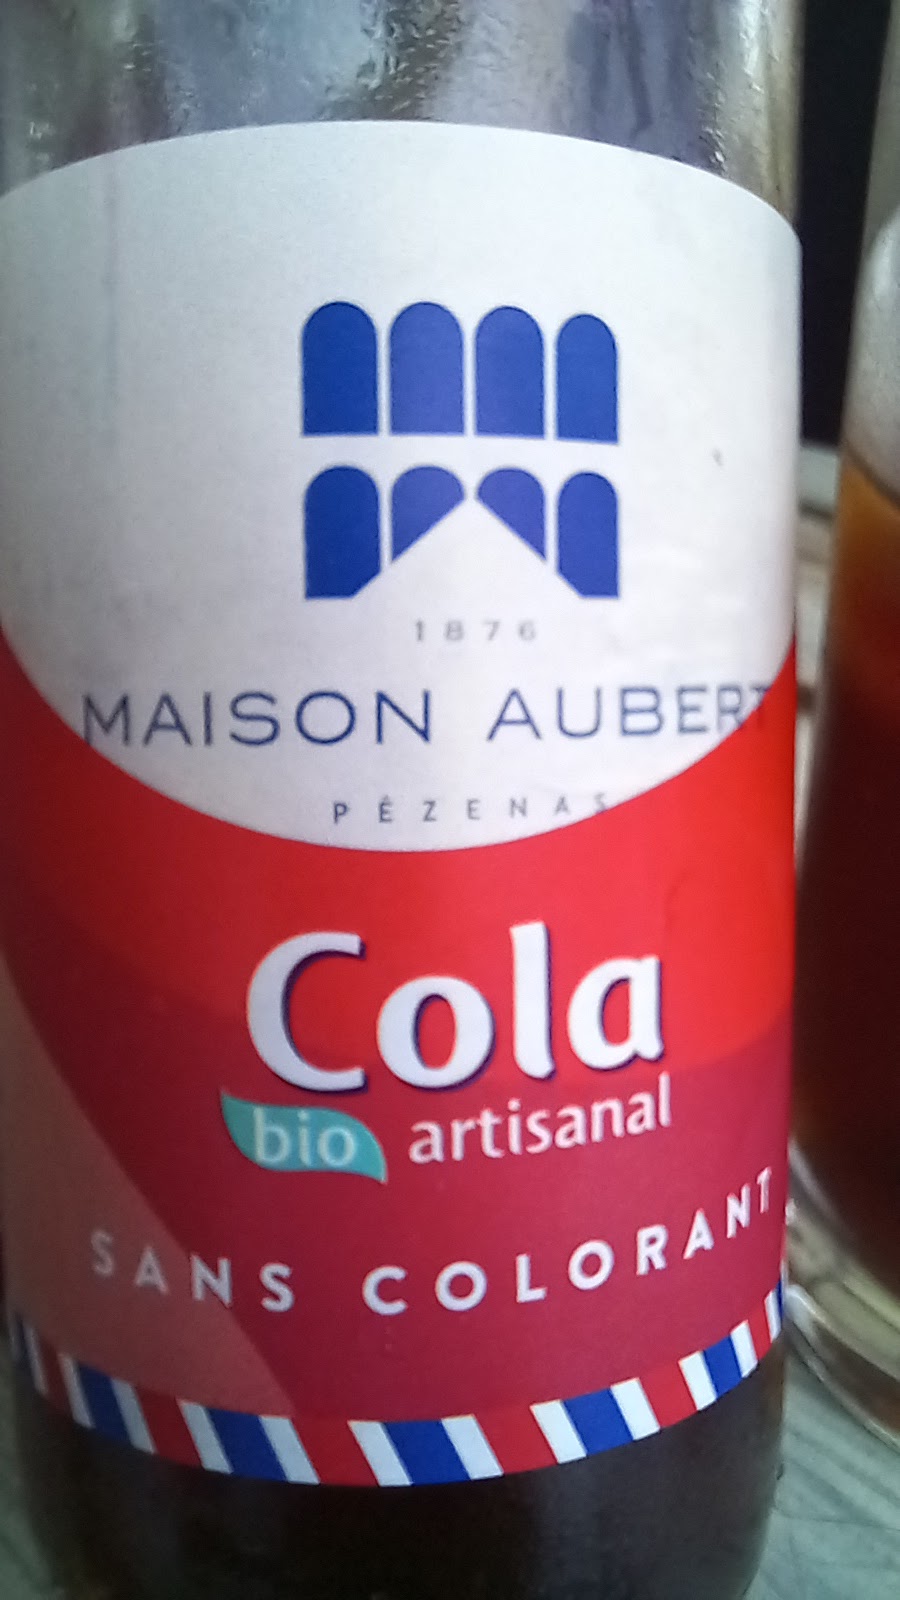 1876
MAISON AUBERT
PÉZENAS
Cola
bio artisanal
SANS COLORANT